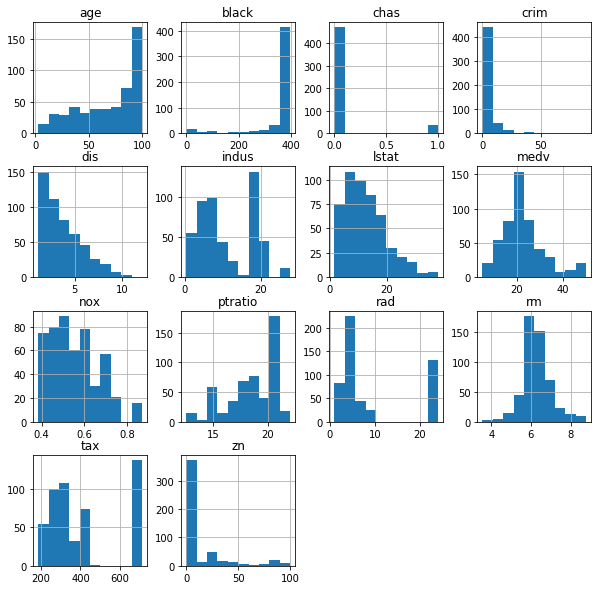 age black chas crim
150 125 100 75 50 25 0
400 300 200 100 0
400 300 200 100 0
400 300 200 100 0
0 50 100 0 200 400 0.0 0.5 1.0 0 50
dis indus lstat medv
150 100 50 0
100 50 0
100 75 50 25 0
150 100 50 0
5 10 0 20 0 20 20 40
nox ptratio rad rm
80 60 40 20 0
150 100 50 0
200 150 100 50 0
150 100 50 0
0.4 0.6 0.8 15 20 0 10 20 4 6 8
tax zn
100 50 0
300 200 100 0
200 400 600 0 50 100